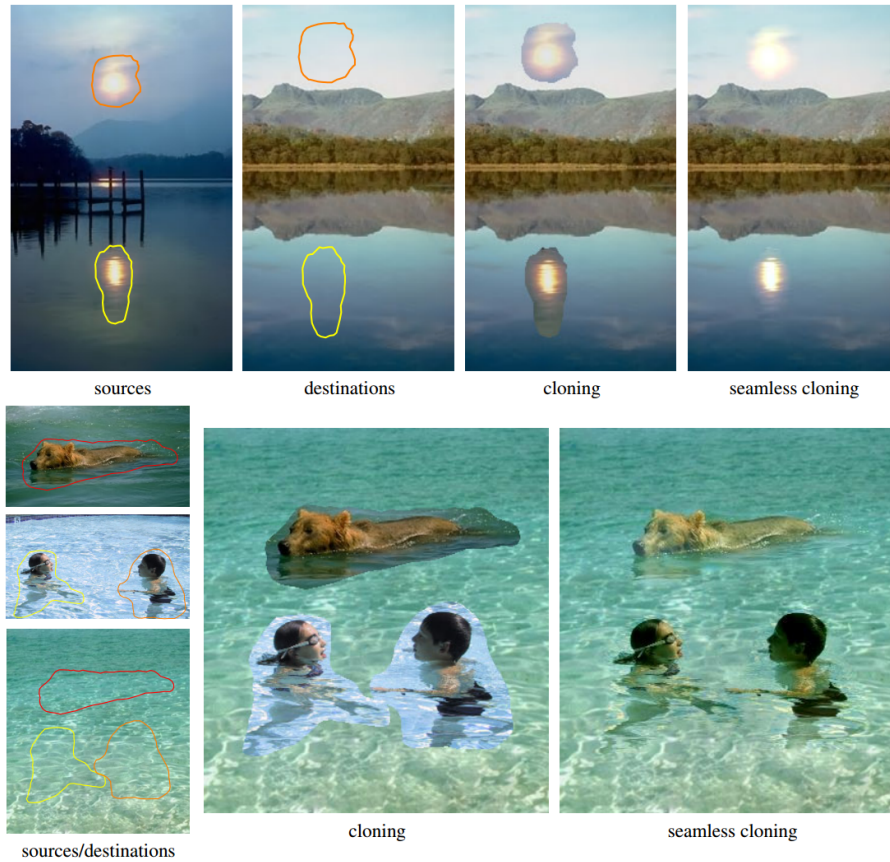 sources
destinations
cloning
seamless cloning
cloning
seamless cloning
sources/destinations